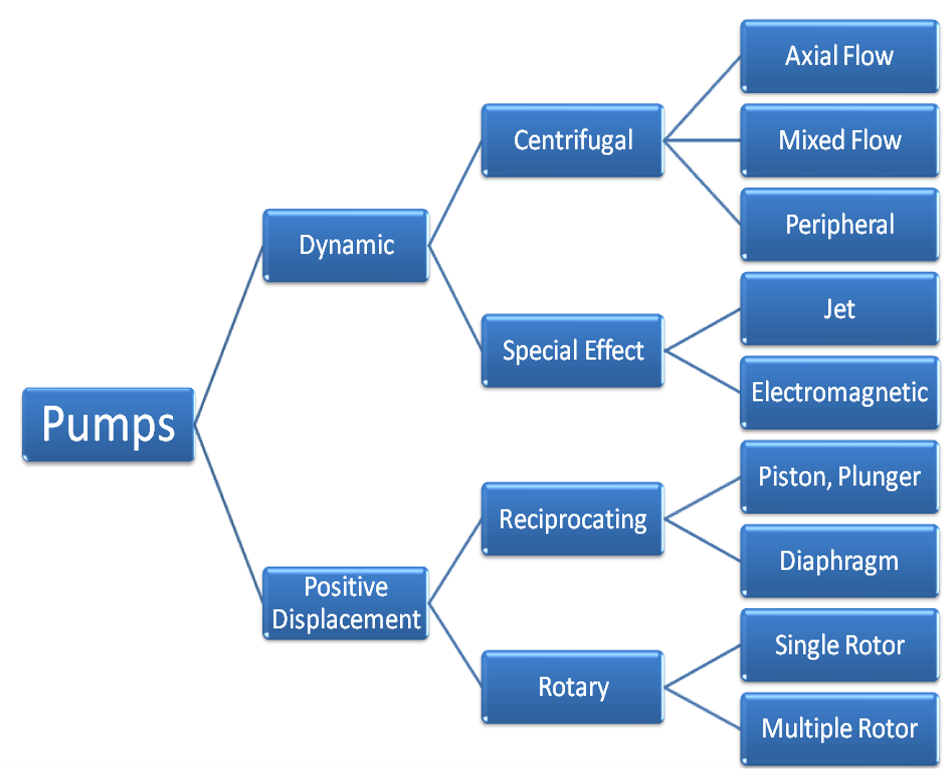 Pumps
Dynamic
Centrifugal
Axial Flow
Mixed Flow
Peripheral
Special Effect
Jet
Electromagnetic
Positive
Displacement
Reciprocating
Piston, Plunger
Diaphragm
Rotary
Single Rotor
Multiple Rotor